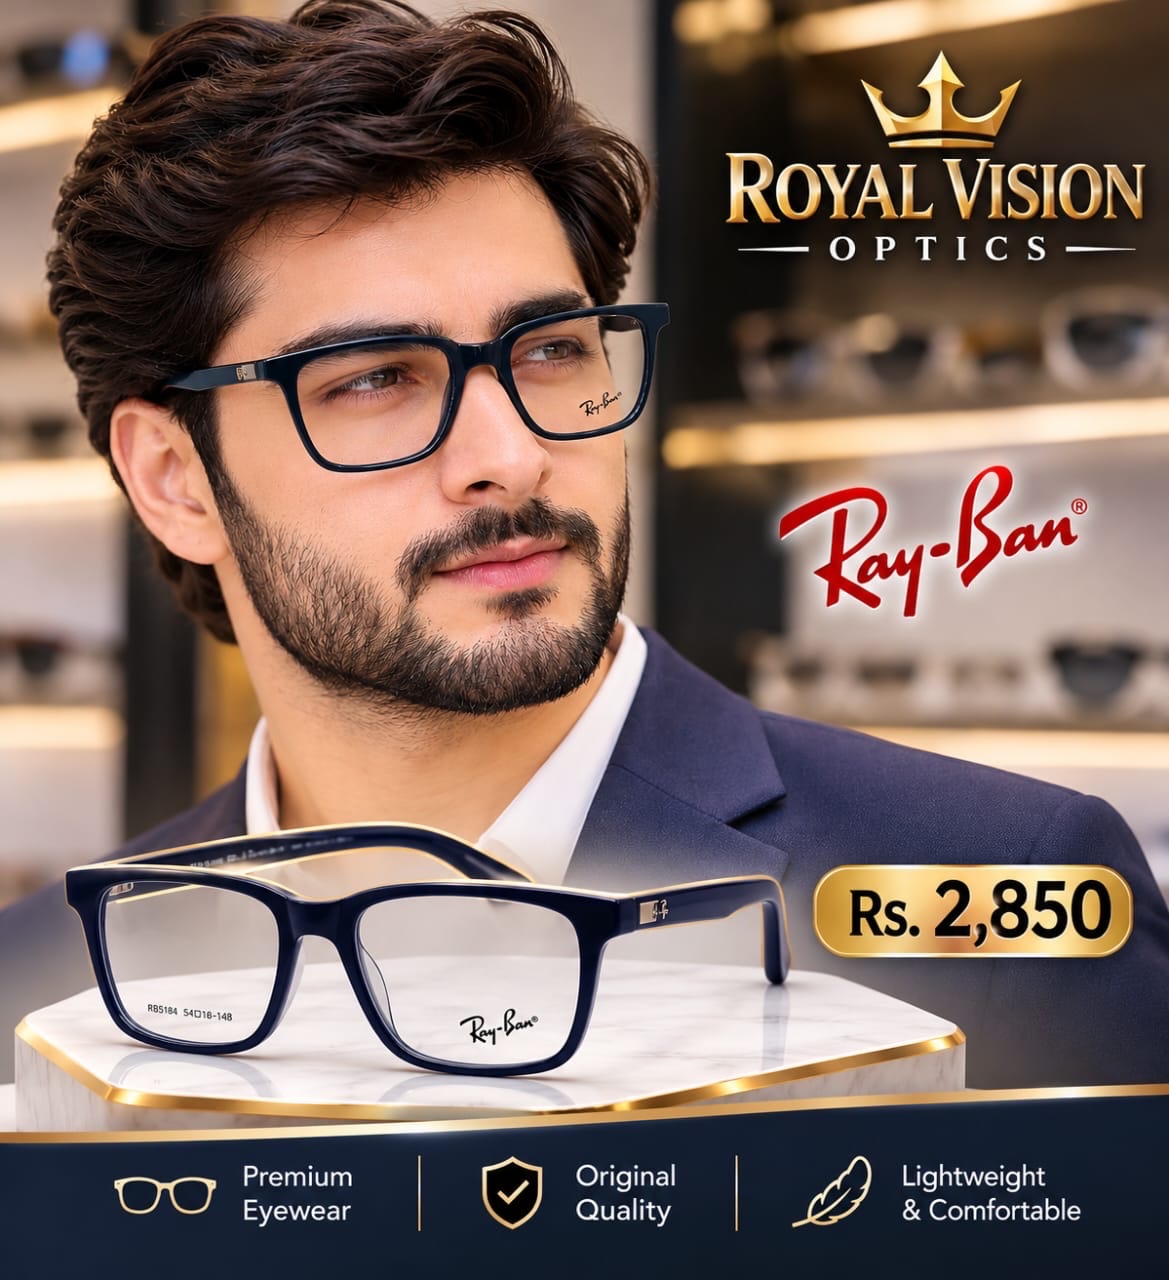 ROYAL VISION
OPTICS
Ray-Ban
Ray-Ban®
Rs. 2,850
RB5184 54□18-148
Ray-Ban®
Premium
Eyewear
Original
Quality
Lightweight
& Comfortable